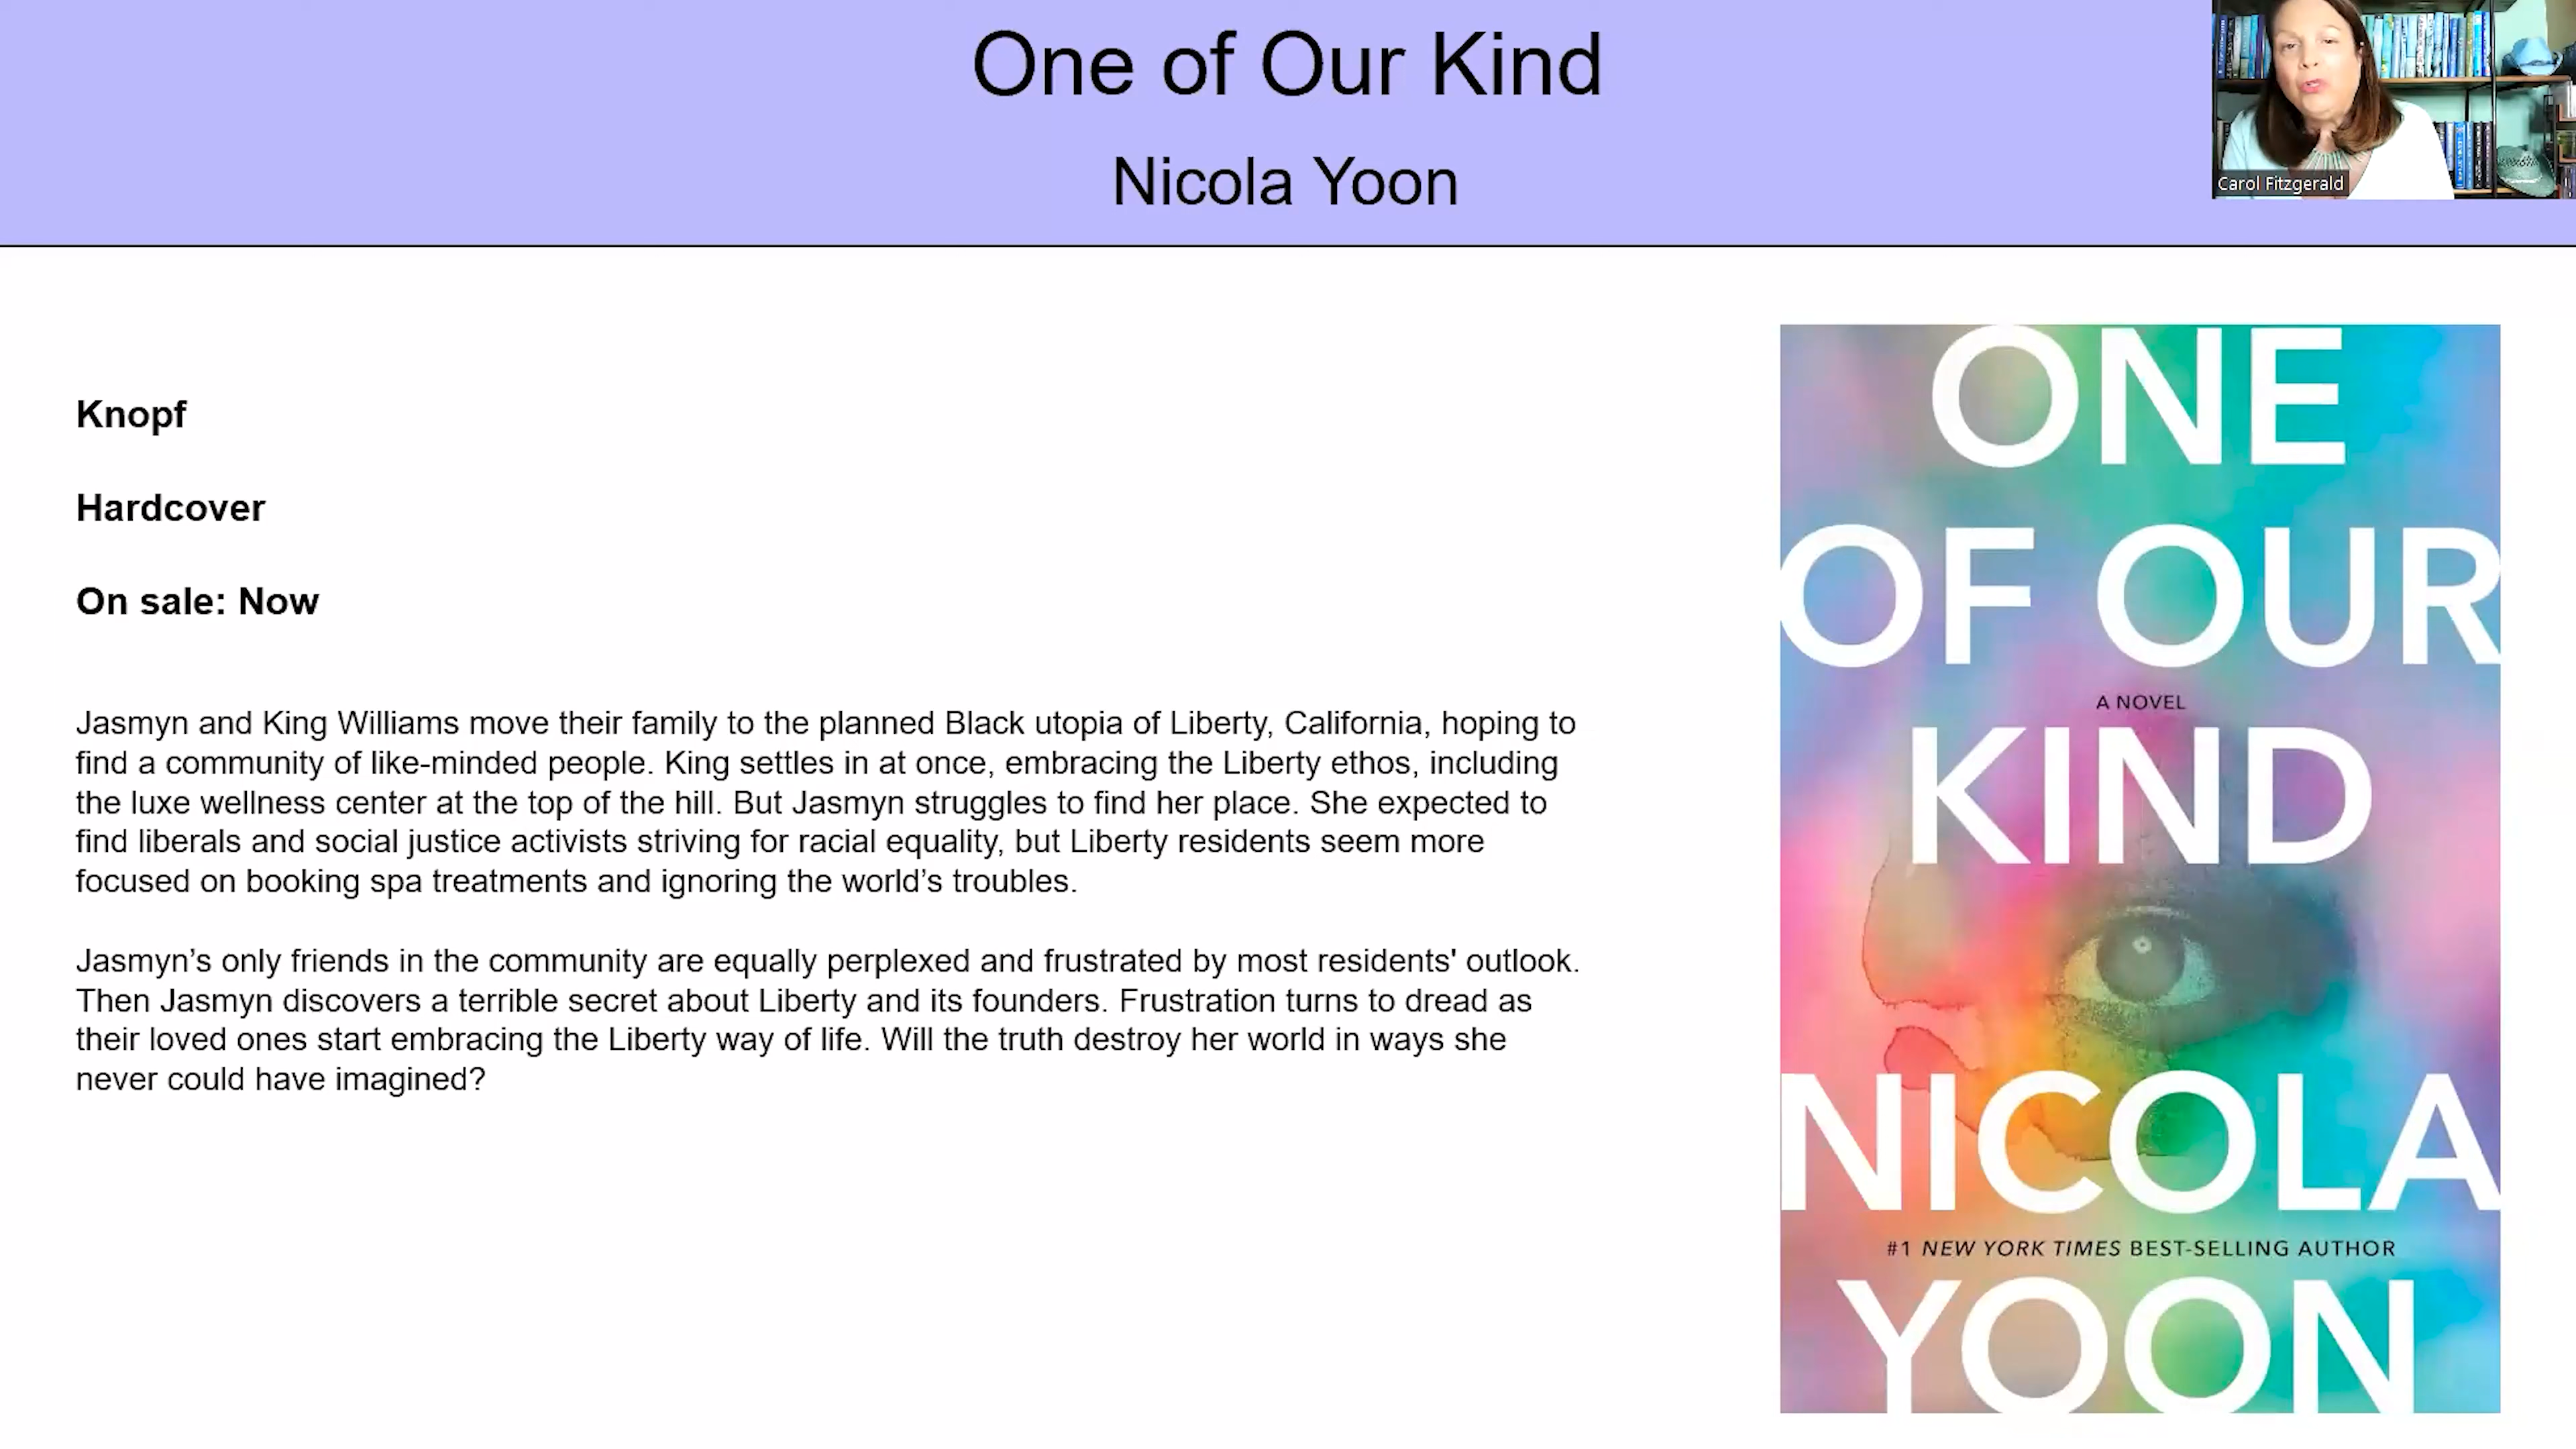 One of Our Kind
Nicola Yoon
Carol Fitzgerald
Knopf
Hardcover
On sale: Now
Jasmyn and King Williams move their family to the planned Black utopia of Liberty, California, hoping to
find a community of like-minded people. King settles in at once, embracing the Liberty ethos, including
the luxe wellness center at the top of the hill. But Jasmyn struggles to find her place. She expected to
find liberals and social justice activists striving for racial equality, but Liberty residents seem more
focused on booking spa treatments and ignoring the world’s troubles.
Jasmyn’s only friends in the community are equally perplexed and frustrated by most residents' outlook.
Then Jasmyn discovers a terrible secret about Liberty and its founders. Frustration turns to dread as
their loved ones start embracing the Liberty way of life. Will the truth destroy her world in ways she
never could have imagined?
ONE
OF OUR
A NOVEL
KIND
NICOLA
#1 NEW YORK TIMES BEST-SELLING AUTHOR
YOON